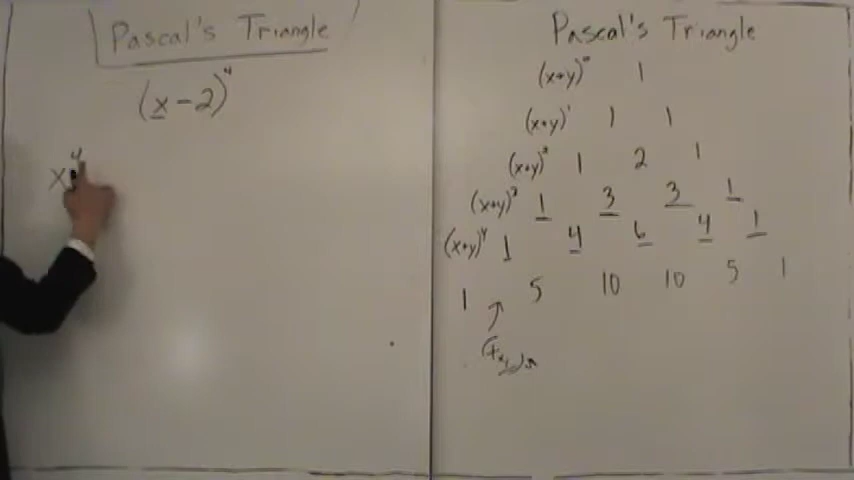 Pascal's Triangle
(x-2)⁴
x⁴
Pascal's Triangle
(x+y)⁰ 1
(x+y)¹ 1 1
(x+y)² 1 2 1
(x+y)³ 1 3 3 1
(x+y)⁴ 1 4 6 4 1
1 5 10 10 5 1